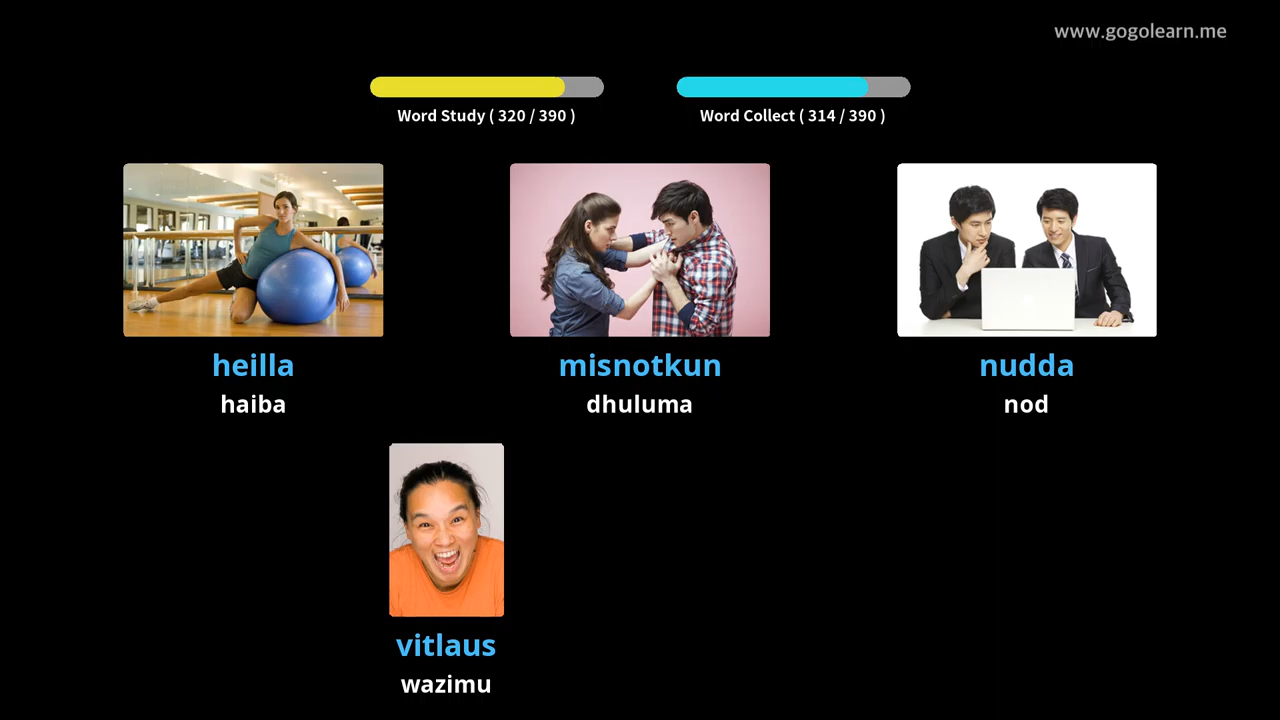 www.gogolearn.me
Word Study ( 320 / 390 )
Word Collect ( 314 / 390 )
heilla
haiba
misnotkun
dhuluma
nudda
nod
vitlaus
wazimu